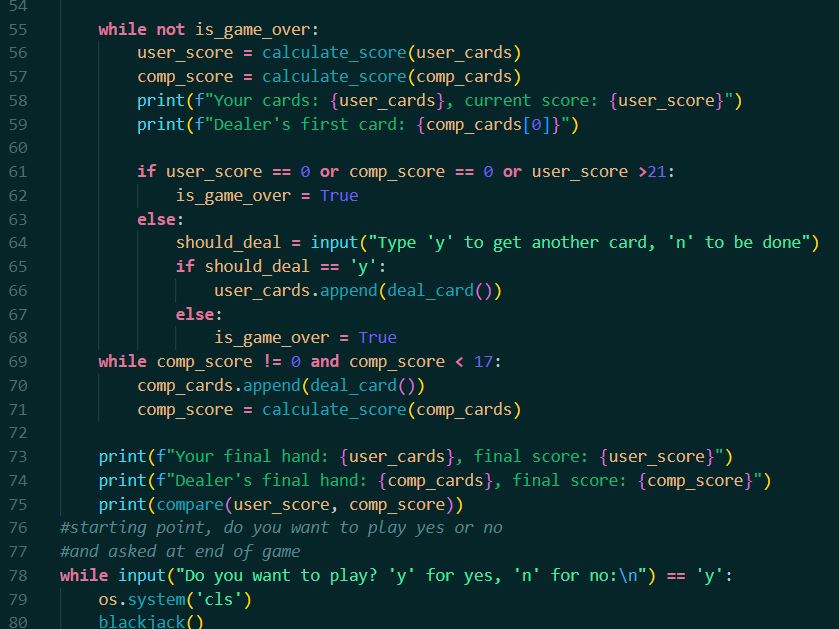 54
55 while not is_game_over:
56 user_score = calculate_score(user_cards)
57 comp_score = calculate_score(comp_cards)
58 print(f"Your cards: {user_cards}, current score: {user_score}")
59 print(f"Dealer's first card: {comp_cards[0]}")
60
61 if user_score == 0 or comp_score == 0 or user_score >21:
62 is_game_over = True
63 else:
64 should_deal = input("Type 'y' to get another card, 'n' to be done")
65 if should_deal == 'y':
66 user_cards.append(deal_card())
67 else:
68 is_game_over = True
69 while comp_score != 0 and comp_score < 17:
70 comp_cards.append(deal_card())
71 comp_score = calculate_score(comp_cards)
72
73 print(f"Your final hand: {user_cards}, final score: {user_score}")
74 print(f"Dealer's final hand: {comp_cards}, final score: {comp_score}")
75 print(compare(user_score, comp_score))
76 #starting point, do you want to play yes or no
77 #and asked at end of game
78 while input("Do you want to play? 'y' for yes, 'n' for no:\n") == 'y':
79 os.system('cls')
80 blackjack()